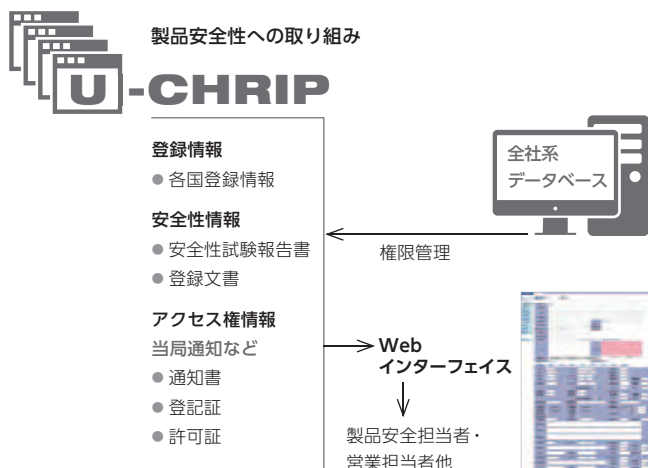 製品安全性への取り組み
U-CHRIP
登録情報
● 各国登録情報
安全性情報
● 安全性試験報告書
● 登録文書
アクセス権情報
当局通知など
● 通知書
● 登記証
● 許可証
全社系
データベース
権限管理
Web
インターフェイス
製品安全担当者・
営業担当者他